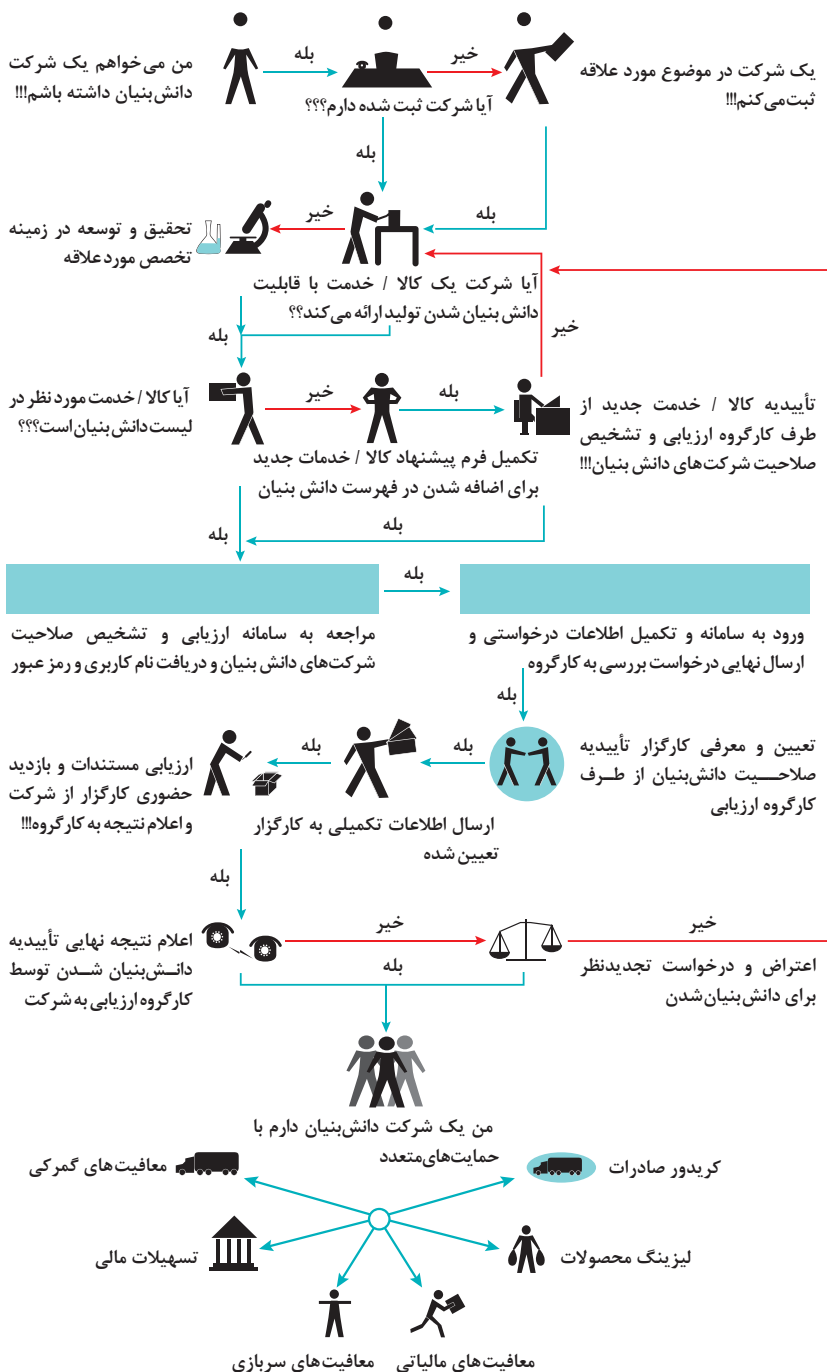 من می‌خواهم یک شرکت
دانش‌بنیان داشته باشم!!!
بله
آیا شرکت ثبت شده دارم؟؟؟
خیر
یک شرکت در موضوع مورد علاقه
ثبت‌می‌کنم!!!
بله
بله
خیر
تحقیق و توسعه در زمینه
تخصص مورد علاقه
آیا شرکت یک کالا / خدمت با قابلیت
دانش‌بنیان شدن تولید ارائه می‌کند؟؟
بله
خیر
آیا کالا / خدمت مورد نظر در
لیست دانش‌بنیان است؟؟؟
خیر
تکمیل فرم پیشنهاد کالا / خدمات جدید
برای اضافه شدن در فهرست دانش بنیان
بله
تأییدیه کالا / خدمت جدید از
طرف کارگروه ارزیابی و تشخیص
صلاحیت شرکت‌های دانش بنیان!!!
بله
بله
بله
مراجعه به سامانه ارزیابی و تشخیص صلاحیت
شرکت‌های دانش بنیان و دریافت نام کاربری و رمز عبور
ورود به سامانه و تکمیل اطلاعات درخواستی و
ارسال نهایی درخواست بررسی به کارگروه
بله
تعیین و معرفی کارگزار تأییدیه
صلاحیت دانش‌بنیان از طرف
کارگروه ارزیابی
بله
ارسال اطلاعات تکمیلی به کارگزار
تعیین شده
بله
ارزیابی مستندات و بازدید
حضوری کارگزار از شرکت
و اعلام نتیجه به کارگروه!!!
بله
اعلام نتیجه نهایی تأییدیه
دانش‌بنیان شدن توسط
کارگروه ارزیابی به شرکت
خیر
بله
خیر
اعتراض و درخواست تجدیدنظر
برای دانش‌بنیان‌شدن
من یک شرکت دانش‌بنیان دارم با
حمایت‌های‌متعدد
کریدور صادرات
معافیت‌های گمرکی
لیزینگ محصولات
تسهیلات مالی
معافیت‌های مالیاتی
معافیت‌های سربازی